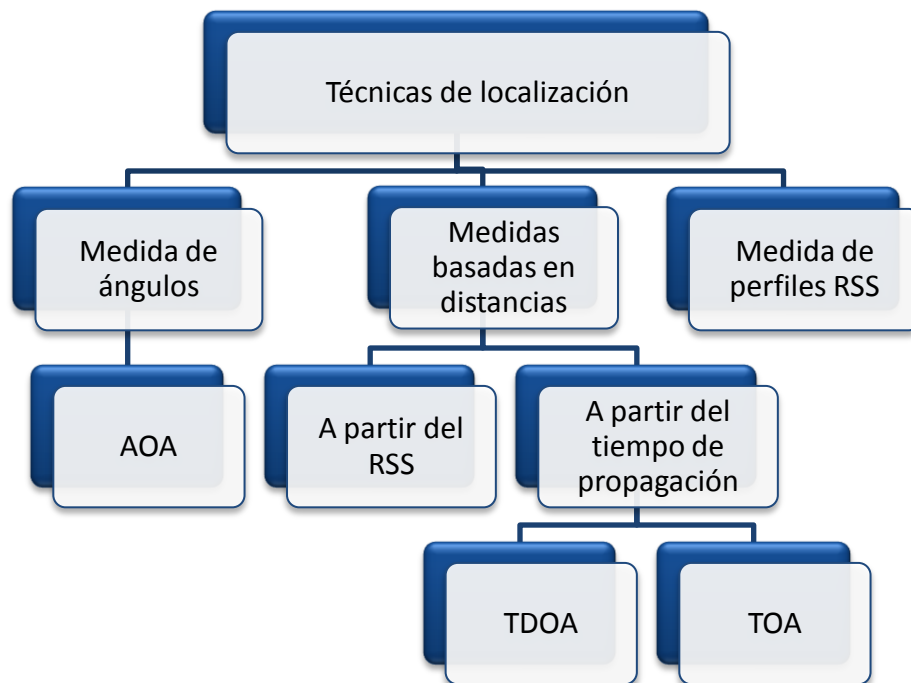 Técnicas de localización
Medida de
ángulos
Medidas
basadas en
distancias
Medida de
perfiles RSS
AOA
A partir del
RSS
A partir del
tiempo de
propagación
TDOA
TOA